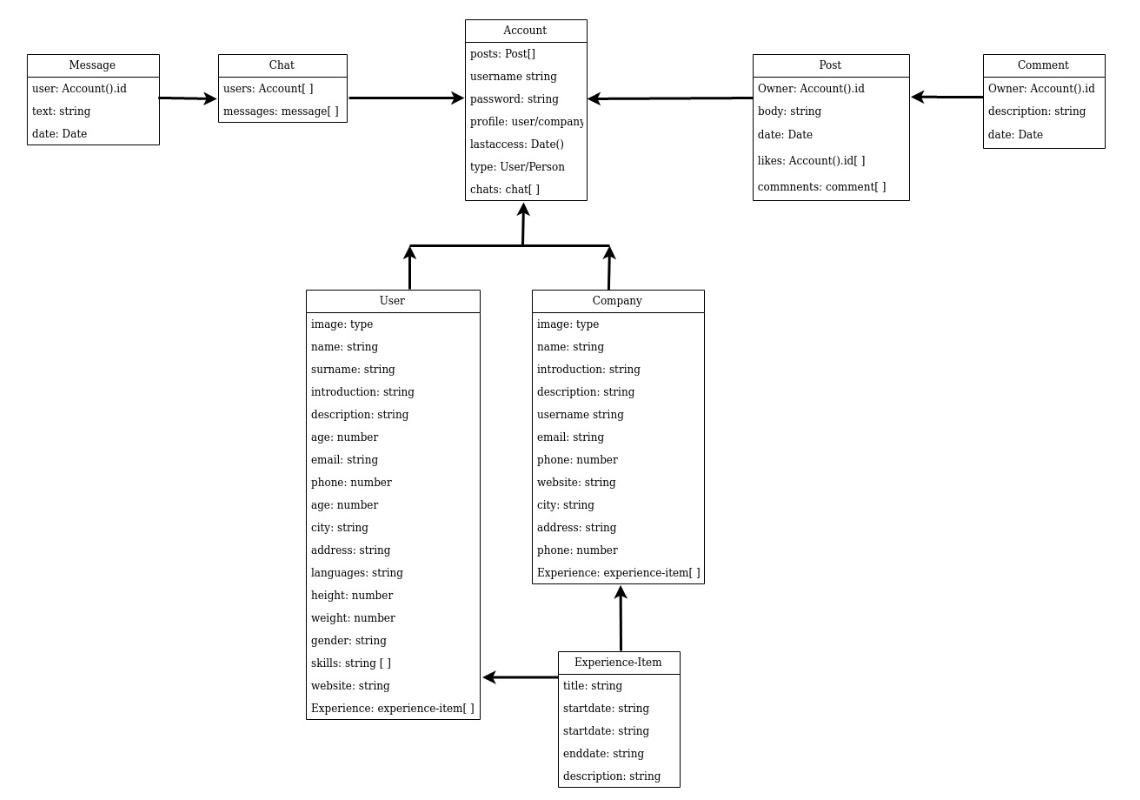 Account
posts: Post[]
username string
password: string
profile: user/company
lastaccess: Date()
type: User/Person
chats: chat[ ]
Message
user: Account().id
text: string
date: Date
Chat
users: Account[ ]
messages: message[ ]
Post
Owner: Account().id
body: string
date: Date
likes: Account().id[ ]
commnents: comment[ ]
Comment
Owner: Account().id
description: string
date: Date
User
image: type
name: string
surname: string
introduction: string
description: string
age: number
email: string
phone: number
age: number
city: string
address: string
languages: string
height: number
weight: number
gender: string
skills: string [ ]
website: string
Experience: experience-item[ ]
Company
image: type
name: string
introduction: string
description: string
username string
email: string
phone: number
website: string
city: string
address: string
phone: number
Experience: experience-item[ ]
Experience-Item
title: string
startdate: string
startdate: string
enddate: string
description: string